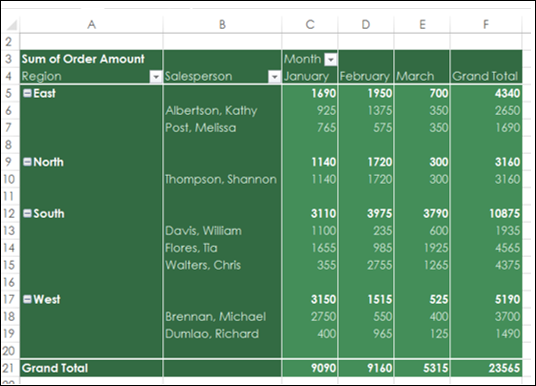 A B C D E F
2
3 Sum of Order Amount Month
4 Region Salesperson January February March Grand Total
5 East 1690 1950 700 4340
6 Albertson, Kathy 925 1375 350 2650
7 Post, Melissa 765 575 350 1690
8
9 North 1140 1720 300 3160
10 Thompson, Shannon 1140 1720 300 3160
11
12 South 3110 3975 3790 10875
13 Davis, William 1100 235 600 1935
14 Flores, Tia 1655 985 1925 4565
15 Walters, Chris 355 2755 1265 4375
16
17 West 3150 1515 525 5190
18 Brennan, Michael 2750 550 400 3700
19 Dumlao, Richard 400 965 125 1490
20
21 Grand Total 9090 9160 5315 23565